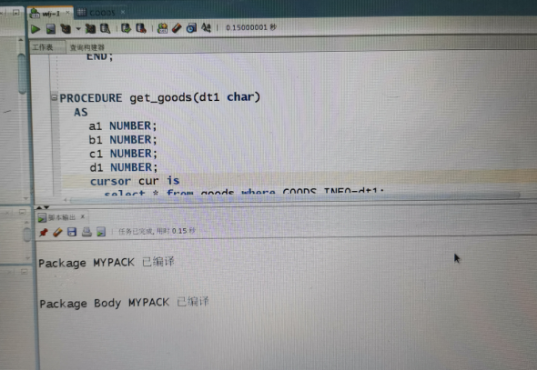 mj-1
GOODS
0.15000001 秒
工作表
查询构建器
END;
PROCEDURE get_goods(dt1 char)
AS
a1 NUMBER;
b1 NUMBER;
c1 NUMBER;
d1 NUMBER;
cursor cur is
select * from goods where GOODS_INFO=dt1;
脚本输出 ×
任务已完成, 用时 0.15 秒
Package MYPACK 已编译
Package Body MYPACK 已编译